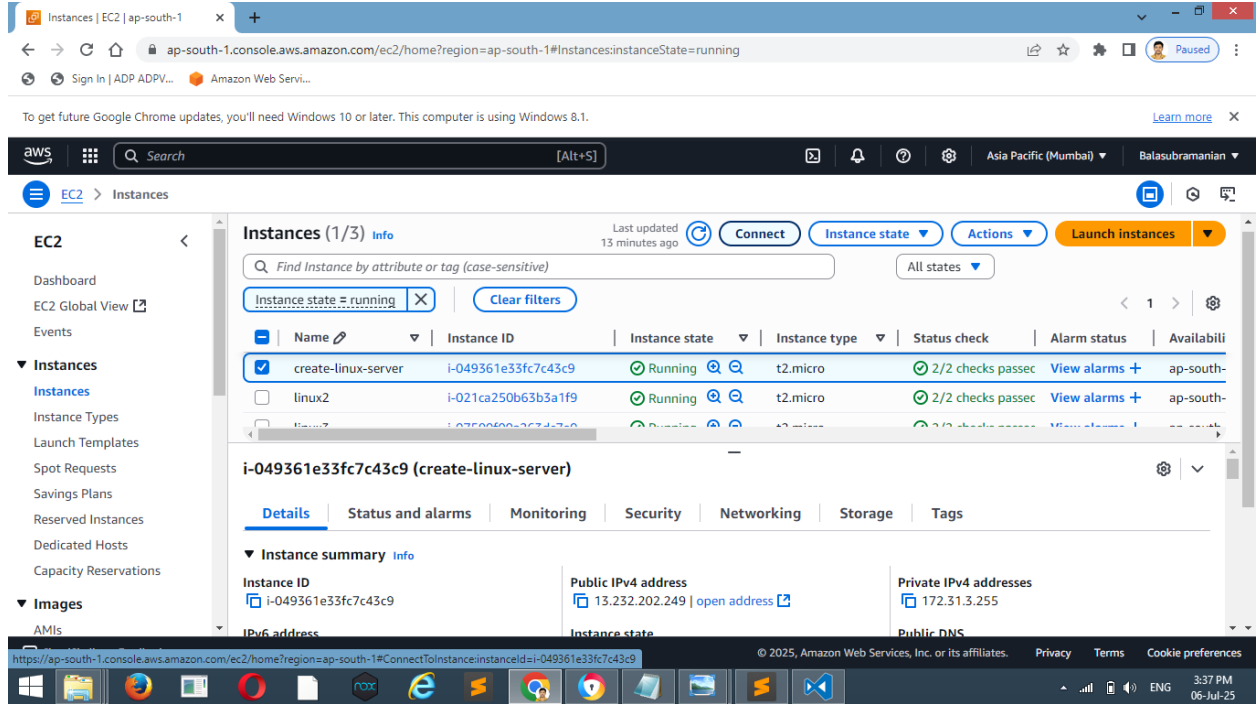 Instances | EC2 | ap-south-1
ap-south-1.console.aws.amazon.com/ec2/home?region=ap-south-1#Instances:instanceState=running
Paused
Sign In | ADP ADPV...
Amazon Web Servi...
To get future Google Chrome updates, you'll need Windows 10 or later. This computer is using Windows 8.1.
Learn more
aws
Search
[Alt+S]
Asia Pacific (Mumbai)
Balasubramanian
EC2
Instances
EC2
Dashboard
EC2 Global View
Events
Instances
Instances
Instance Types
Launch Templates
Spot Requests
Savings Plans
Reserved Instances
Dedicated Hosts
Capacity Reservations
Images
AMIs
Instances (1/3) Info
Last updated
13 minutes ago
Connect
Instance state
Actions
Launch instances
Find Instance by attribute or tag (case-sensitive)
All states
Instance state = running
Clear filters
1
Name Instance ID Instance state Instance type Status check Alarm status Availabili
create-linux-server i-049361e33fc7c43c9 Running t2.micro 2/2 checks passec View alarms + ap-south-
linux2 i-021ca250b63b3a1f9 Running t2.micro 2/2 checks passec View alarms + ap-south-
i-049361e33fc7c43c9 (create-linux-server)
Details
Status and alarms
Monitoring
Security
Networking
Storage
Tags
Instance summary Info
Instance ID
i-049361e33fc7c43c9
Public IPv4 address
13.232.202.249 | open address
Private IPv4 addresses
172.31.3.255
IPv6 address
Instance state
Public DNS
https://ap-south-1.console.aws.amazon.com/ec2/home?region=ap-south-1#ConnectToInstance:instanceId=i-049361e33fc7c43c9
© 2025, Amazon Web Services, Inc. or its affiliates.
Privacy
Terms
Cookie preferences
nox
ENG
3:37 PM
06-Jul-25